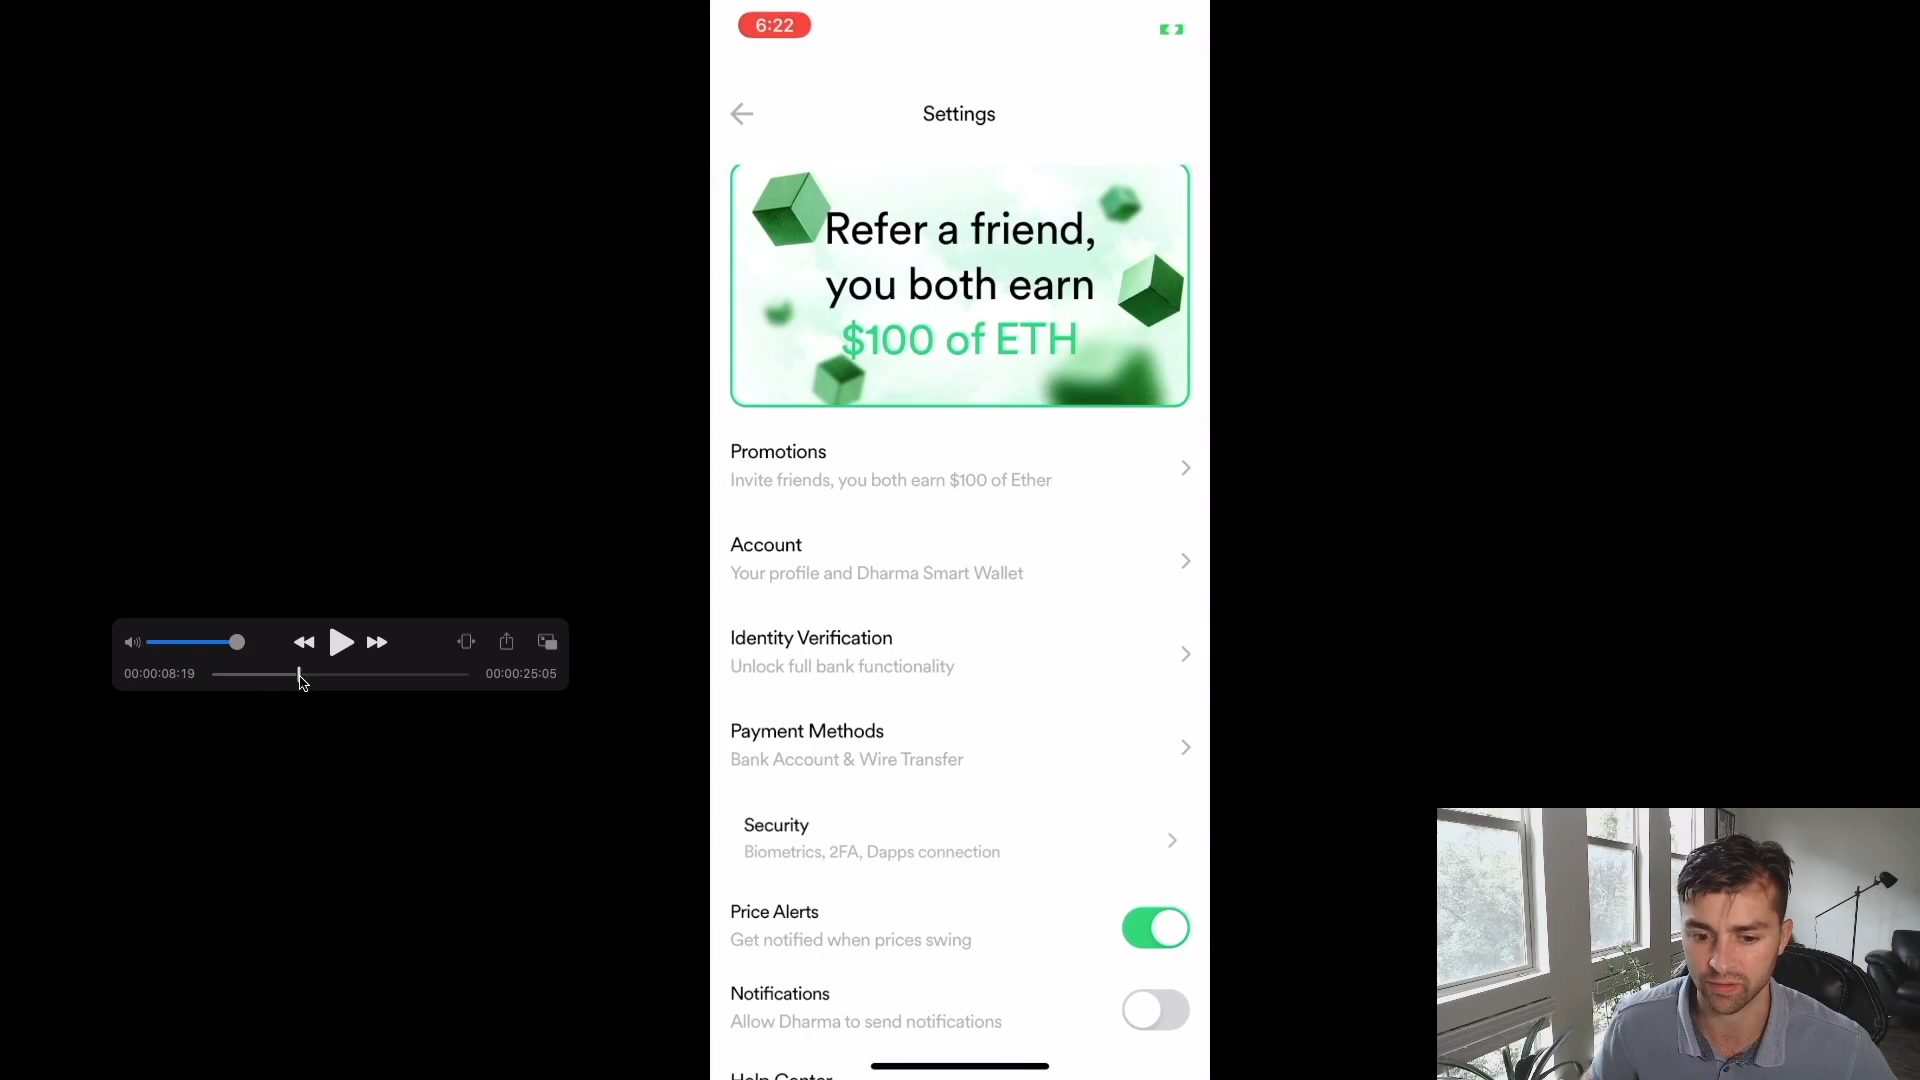 6:22
Settings
Refer a friend,
you both earn
$100 of ETH
Promotions
Invite friends, you both earn $100 of Ether
Account
Your profile and Dharma Smart Wallet
Identity Verification
Unlock full bank functionality
Payment Methods
Bank Account & Wire Transfer
Security
Biometrics, 2FA, Dapps connection
Price Alerts
Get notified when prices swing
Notifications
Allow Dharma to send notifications
Help Center
00:00:08:19
00:00:25:05